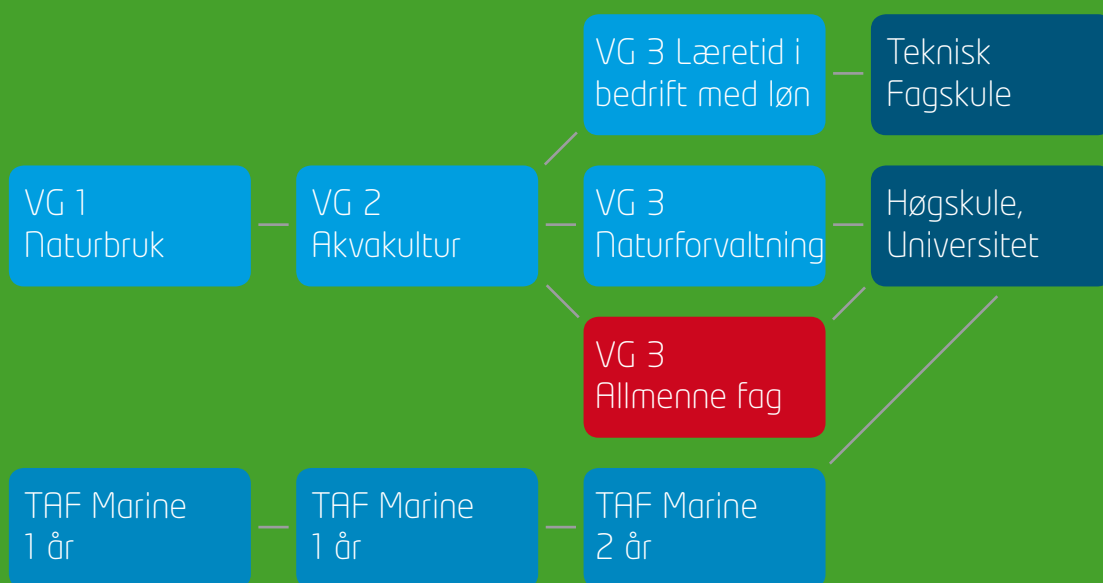 VG 3 Læretid i
bedrift med løn
Teknisk
Fagskule
VG 1
Naturbruk
VG 2
Akvakultur
VG 3
Naturforvaltning
Høgskule,
Universitet
VG 3
Allmenne fag
TAF Marine
1 år
TAF Marine
1 år
TAF Marine
2 år